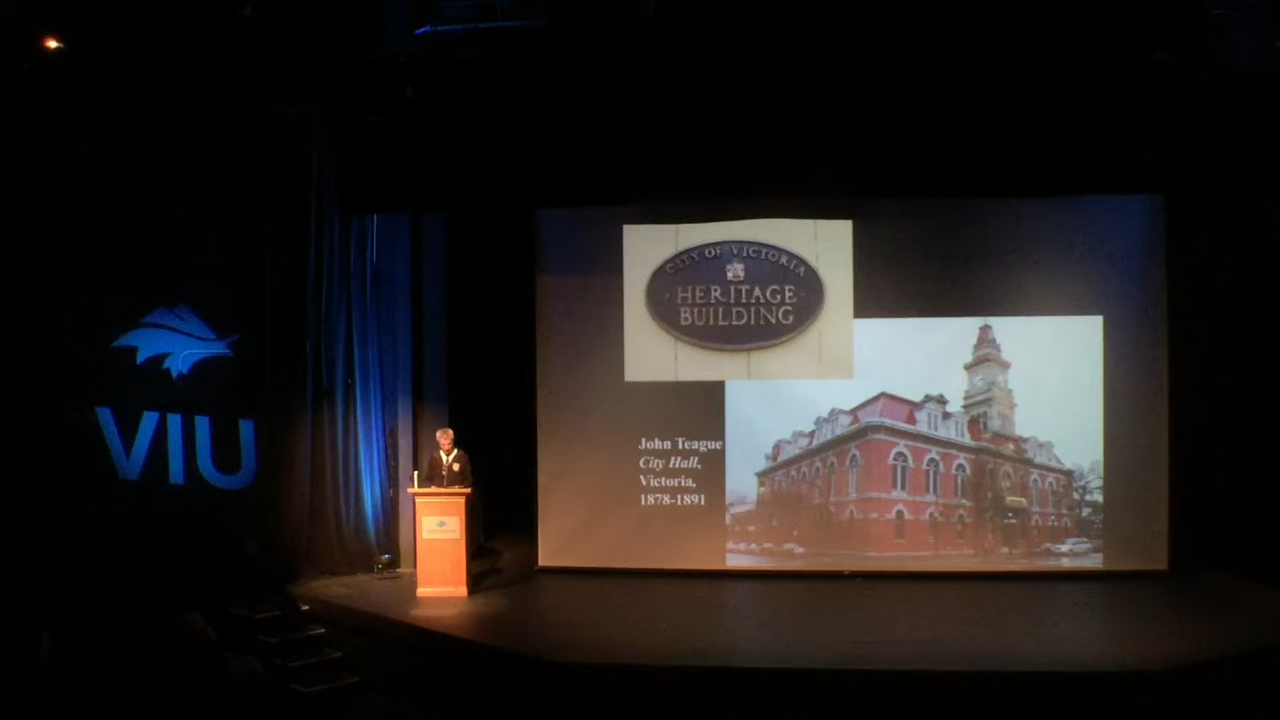 VIU
CITY OF VICTORIA
HERITAGE
BUILDING
John Teague
City Hall,
Victoria,
1878-1891